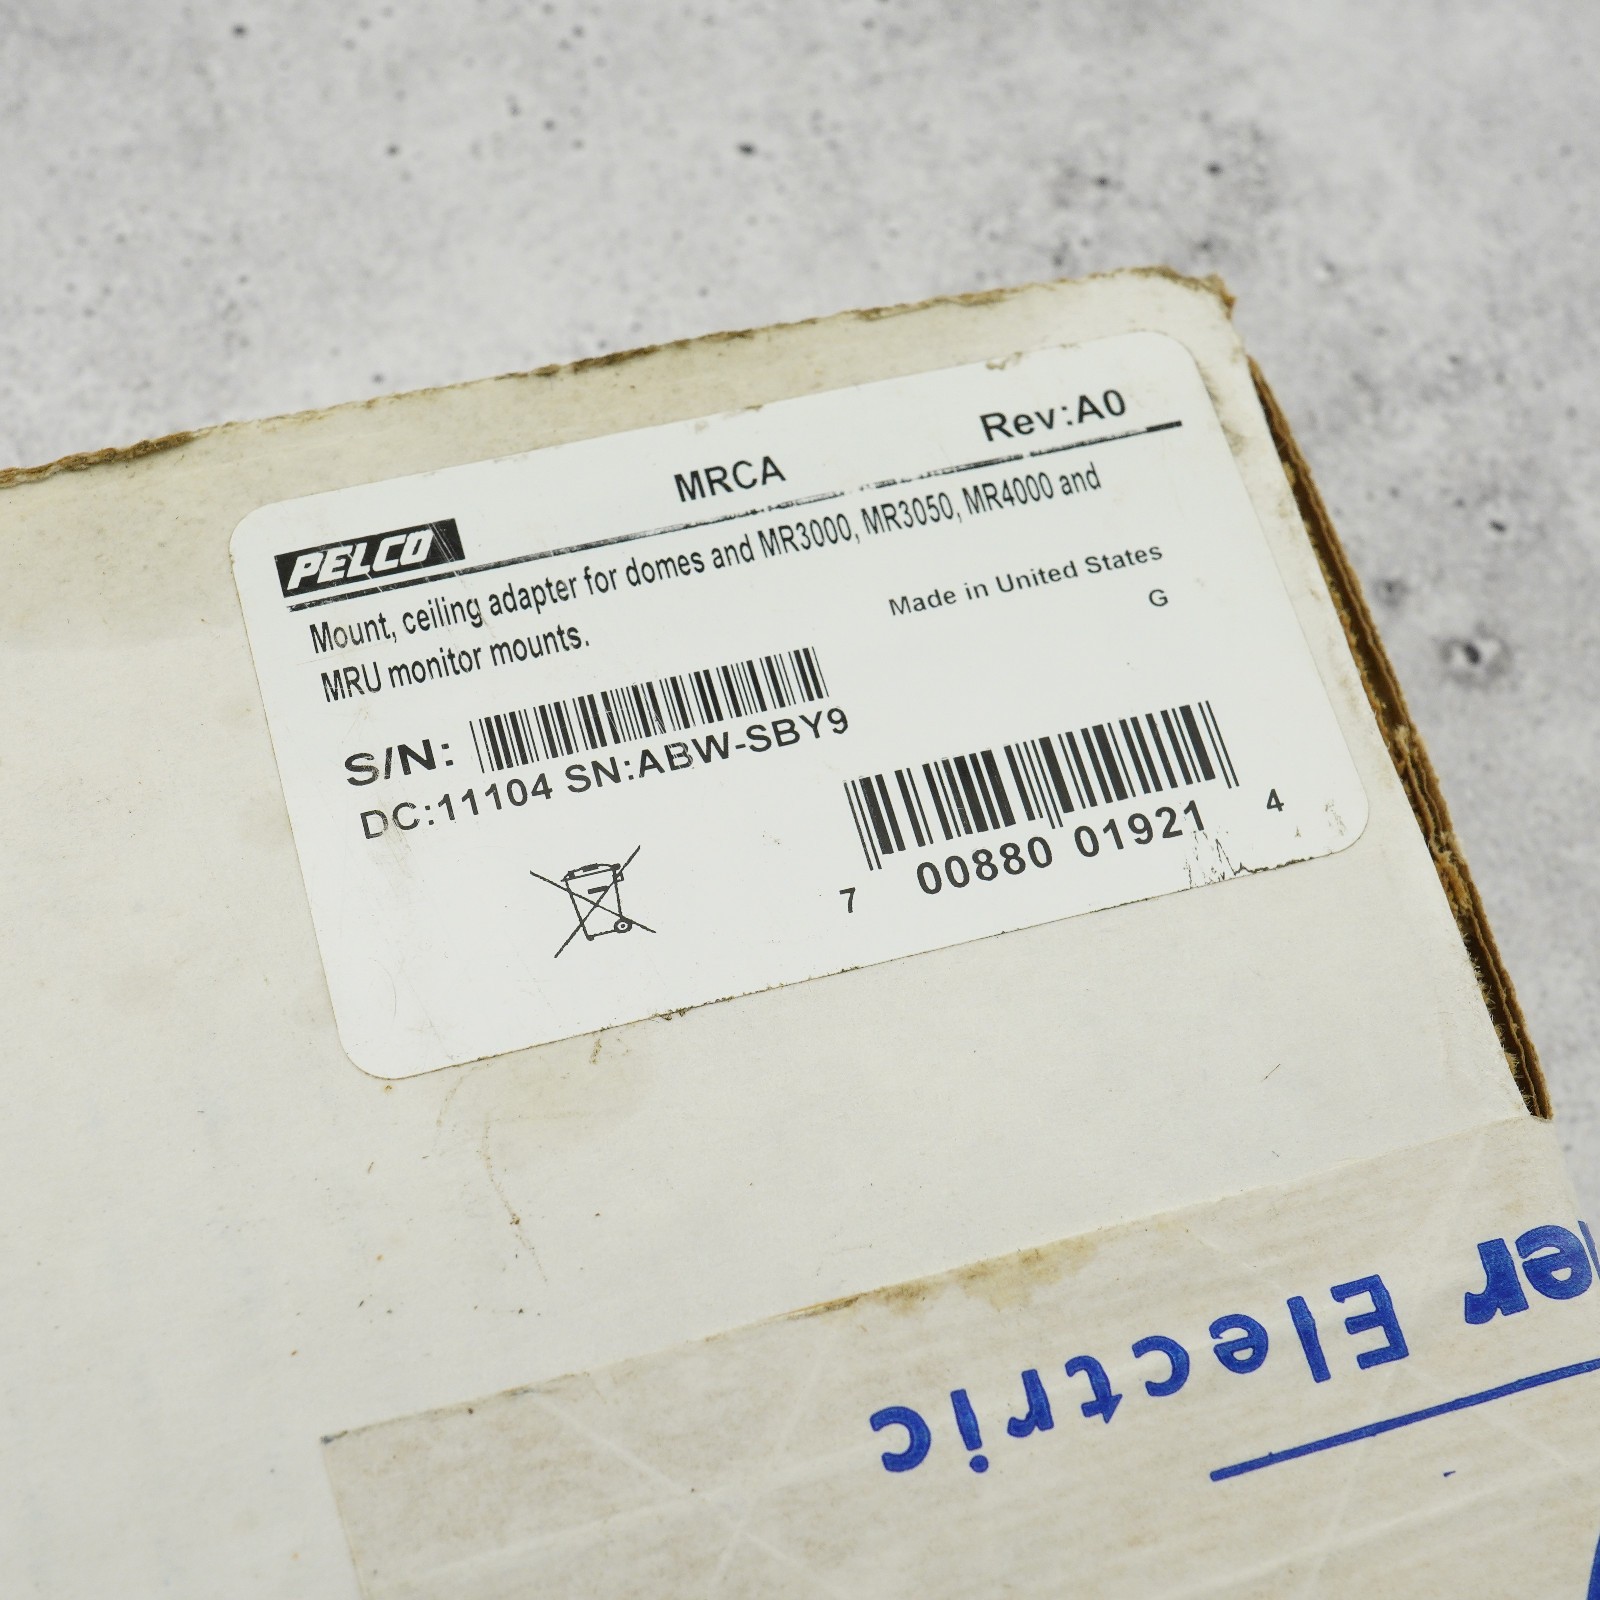 MRCA
Rev:A0
PELCO
Mount, ceiling adapter for domes and MR3000, MR3050, MR4000 and
MRU monitor mounts.
Made in United States
G
S/N:
DC:11104 SN:ABW-SBY9
7 00880 01921 4
Electric